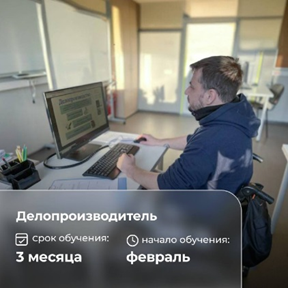 Делопроизводитель
срок обучения:
начало обучения:
3 месяца
февраль